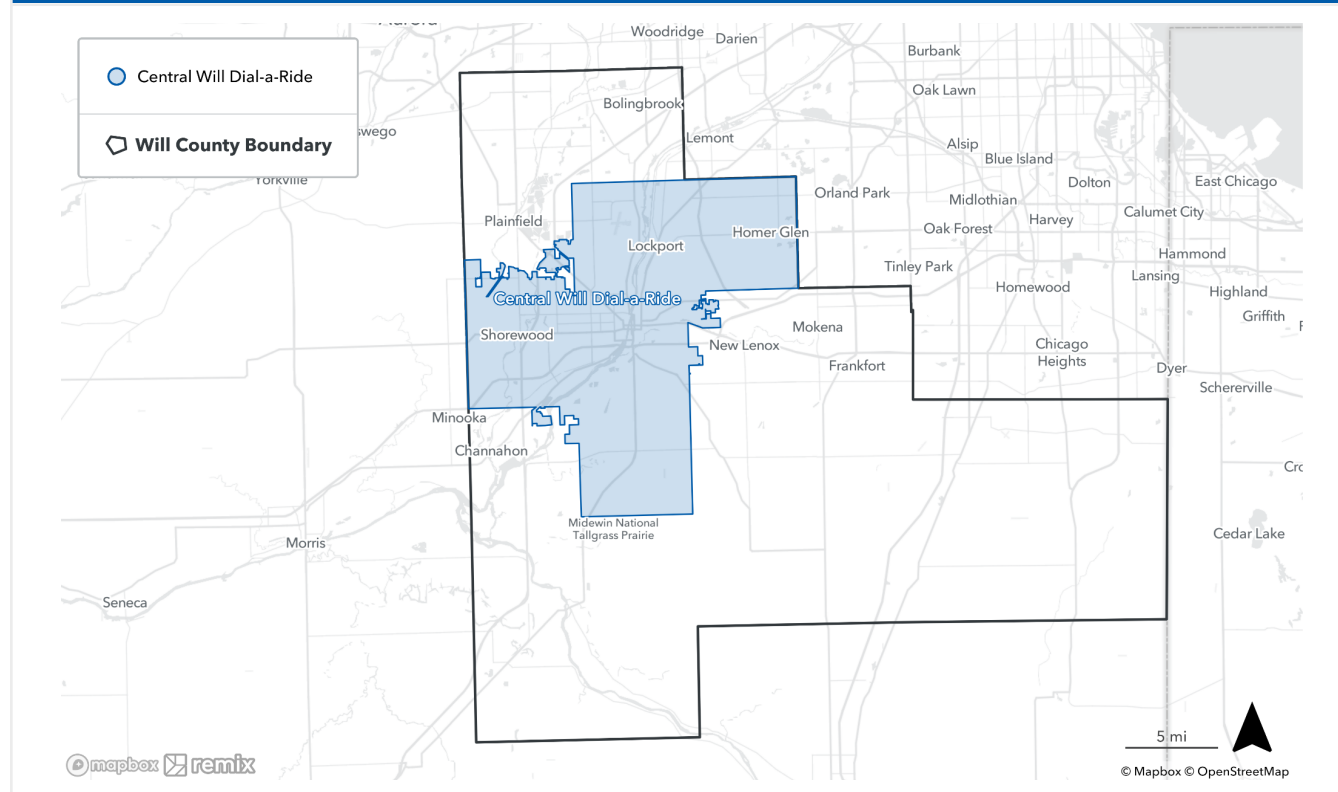 Woodridge
Darien
Central Will Dial-a-Ride
Burbank
Oak Lawn
Bolingbrook
swego
Will County Boundary
Lemont
Alsip
Blue Island
Yorkville
Dolton
East Chicago
Orland Park
Midlothian
Plainfield
Harvey
Calumet City
Homer Glen
Oak Forest
Lockport
Hammond
Tinley Park
Lansing
Homewood
Highland
Central Will Dial-a-Ride
Griffith
Mokena
Shorewood
New Lenox
Chicago
Heights
Frankfort
Dyer
Schererville
Minooka
Channahon
Cro
Midewin National
Tallgrass Prairie
Cedar Lake
Morris
Seneca
5 mi
mapbox remix
© Mapbox © OpenStreetMap